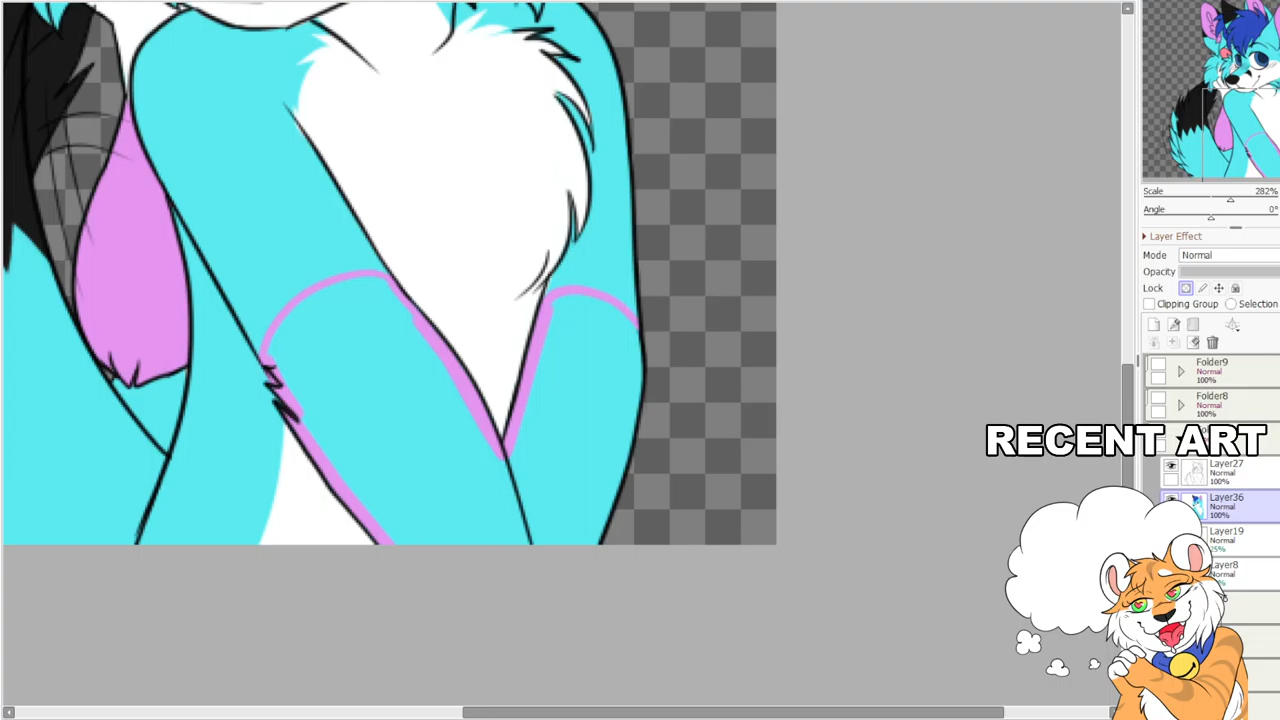 Scale 282%
Angle 0°
Layer Effect
Mode Normal
Opacity
Lock
Clipping Group Selection
Folder9
Normal
100%
Folder8
Normal
100%
RECENT ART
Layer27
Normal
100%
Layer36
Normal
100%
Layer19
Normal
25%
Layer8
Normal